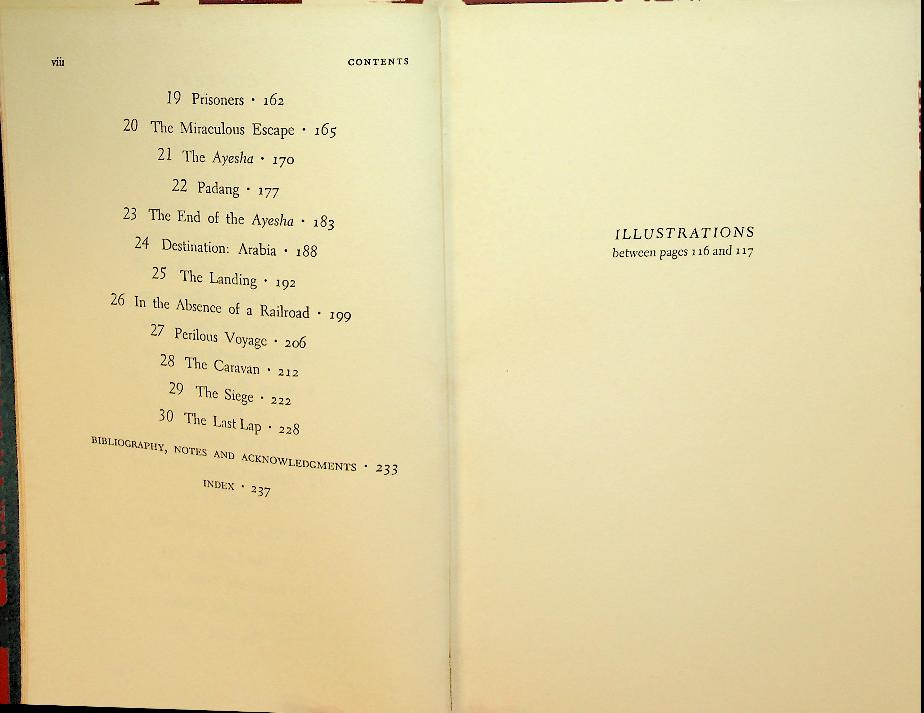 viii
CONTENTS
19 Prisoners · 162
20 The Miraculous Escape · 165
21 The Ayesha · 170
22 Padang · 177
23 The End of the Ayesha · 183
24 Destination: Arabia · 188
25 The Landing · 192
26 In the Absence of a Railroad · 199
27 Perilous Voyage · 206
28 The Caravan · 212
29 The Siege · 222
30 The Last Lap · 228
BIBLIOGRAPHY, NOTES AND ACKNOWLEDGMENTS · 233
INDEX · 237
ILLUSTRATIONS
between pages 116 and 117